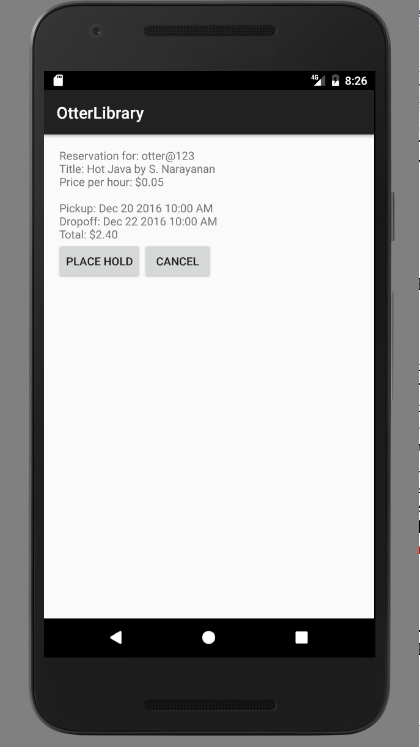 4G 8:26
OtterLibrary
Reservation for: otter@123
Title: Hot Java by S. Narayanan
Price per hour: $0.05
Pickup: Dec 20 2016 10:00 AM
Dropoff: Dec 22 2016 10:00 AM
Total: $2.40
PLACE HOLD CANCEL